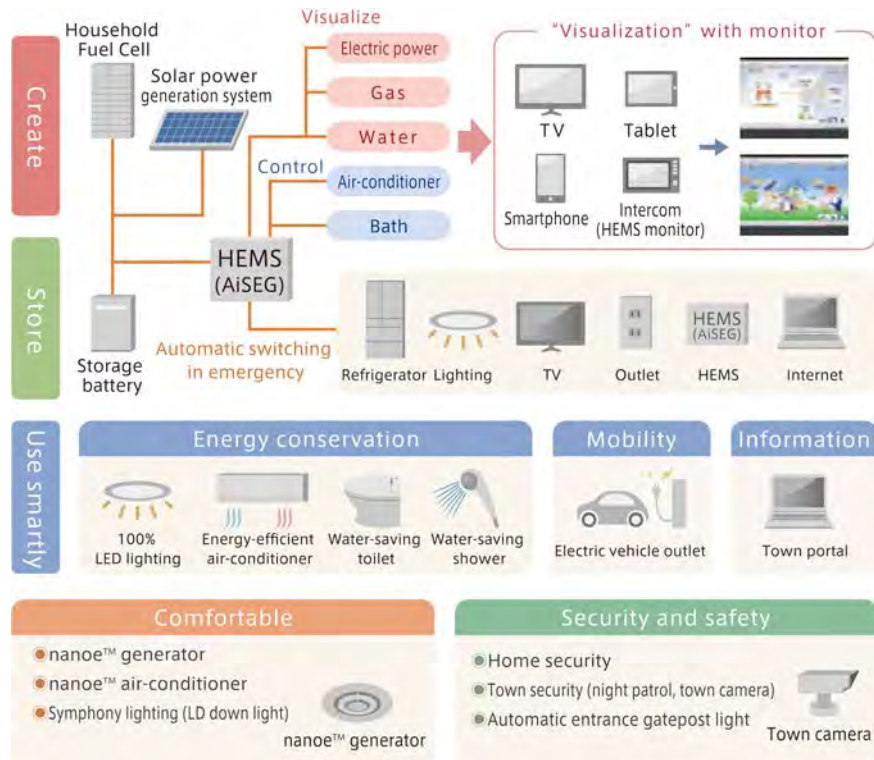 Create
Household
Fuel Cell
Solar power
generation system
Visualize
Electric power
Gas
Water
Control
Air-conditioner
Bath
"Visualization" with monitor
TV
Tablet
Smartphone
Intercom
(HEMS monitor)
Store
HEMS
(AiSEG)
Storage
battery
Automatic switching
in emergency
Refrigerator
Lighting
TV
Outlet
HEMS
(AiSEG)
HEMS
Internet
Use smartly
Energy conservation
100%
LED lighting
Energy-efficient
air-conditioner
Water-saving
toilet
Water-saving
shower
Mobility
Electric vehicle outlet
Information
Town portal
Comfortable
nanoe™ generator
nanoe™ air-conditioner
Symphony lighting (LD down light)
nanoe™ generator
Security and safety
Home security
Town security (night patrol, town camera)
Automatic entrance gatepost light
Town camera